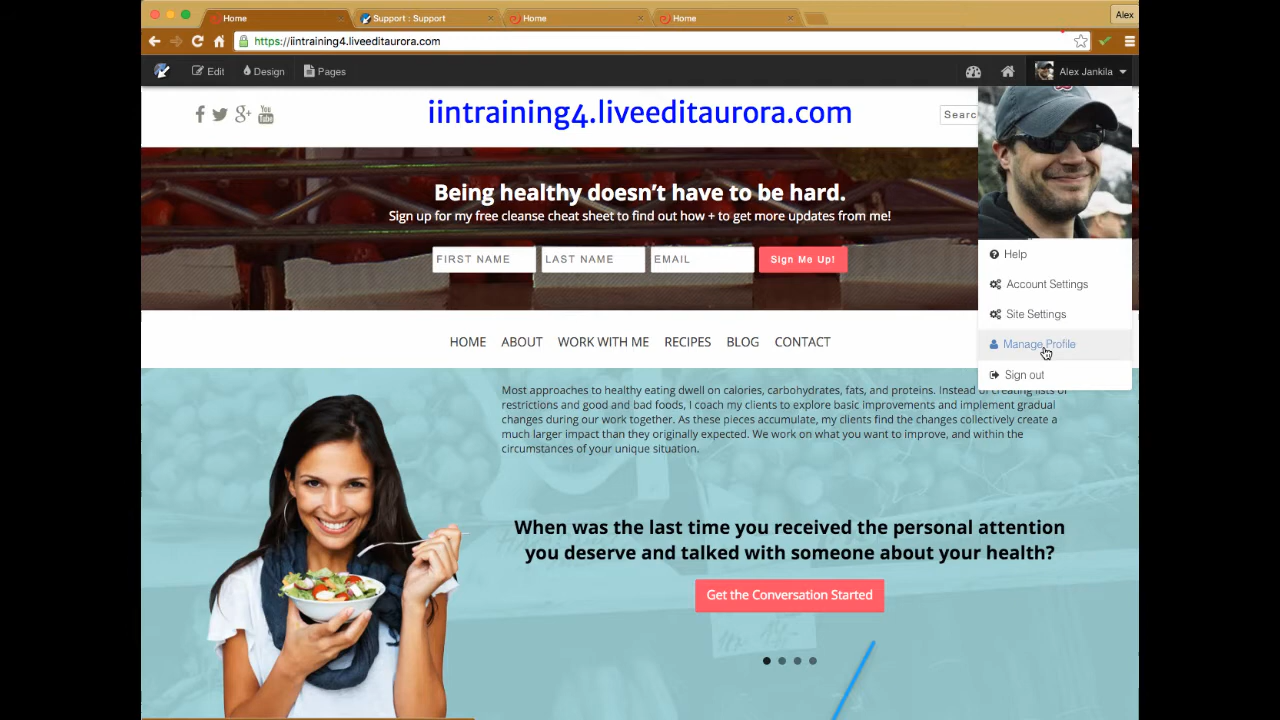 Home
Support : Support
Home
Home
Alex
https://iintraining4.liveeditaurora.com
Edit
Design
Pages
Alex Jankila
You
Tube
iintraining4.liveeditaurora.com
Searc
Being healthy doesn't have to be hard.
Sign up for my free cleanse cheat sheet to find out how + to get more updates from me!
FIRST NAME
LAST NAME
EMAIL
Sign Me Up!
Help
Account Settings
Site Settings
Manage Profile
Sign out
HOME
ABOUT
WORK WITH ME
RECIPES
BLOG
CONTACT
Most approaches to healthy eating dwell on calories, carbohydrates, fats, and proteins. Instead of creating lists of
restrictions and good and bad foods, I coach my clients to explore basic improvements and implement gradual
changes during our work together. As these pieces accumulate, my clients find the changes collectively create a
much larger impact than they originally expected. We work on what you want to improve, and within the
circumstances of your unique situation.
When was the last time you received the personal attention
you deserve and talked with someone about your health?
Get the Conversation Started